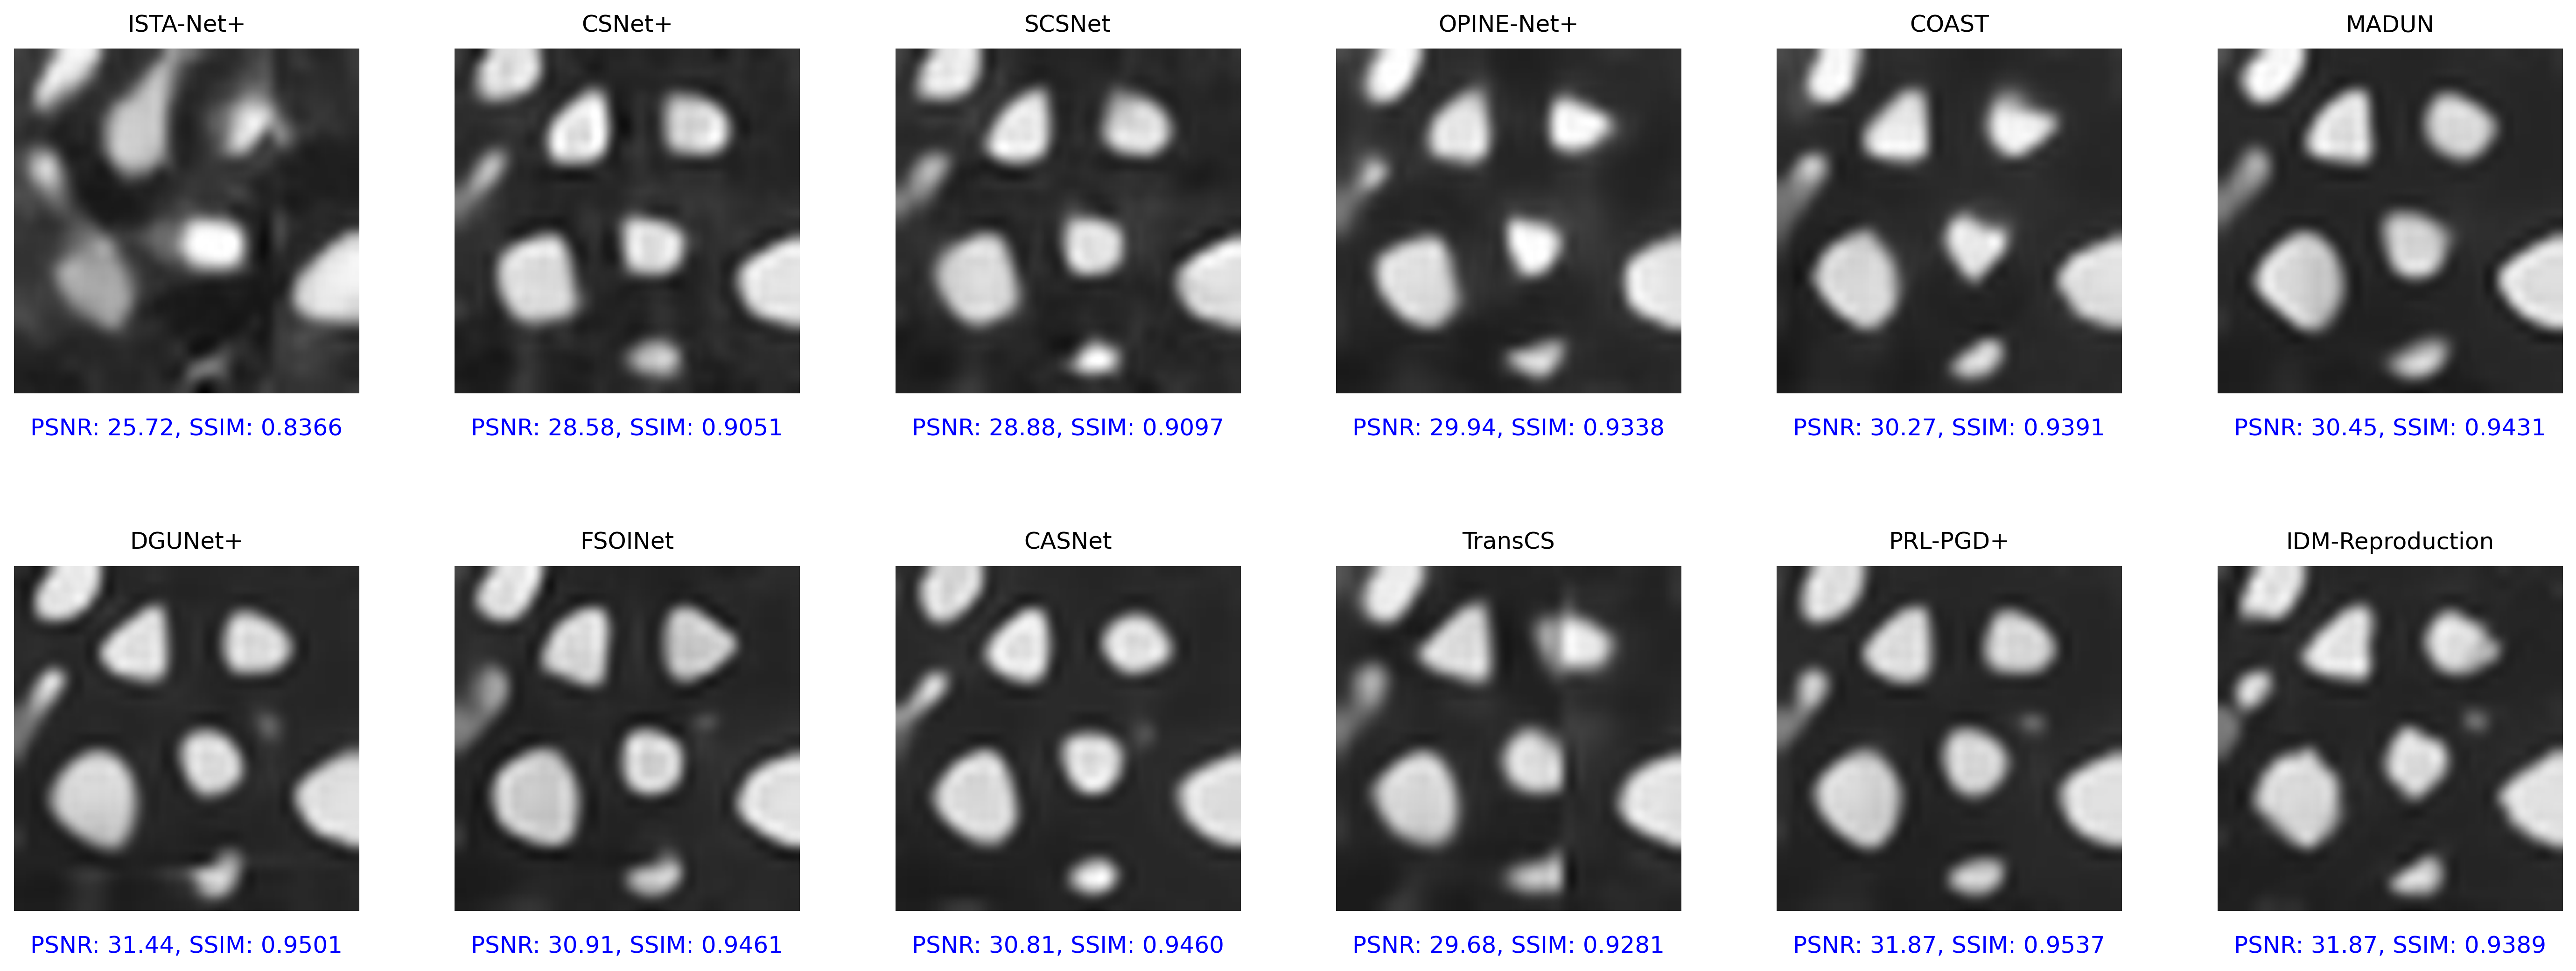 ISTA-Net+ CSNet+ SCSNet OPINE-Net+ COAST MADUN
PSNR: 25.72, SSIM: 0.8366 PSNR: 28.58, SSIM: 0.9051 PSNR: 28.88, SSIM: 0.9097 PSNR: 29.94, SSIM: 0.9338 PSNR: 30.27, SSIM: 0.9391 PSNR: 30.45, SSIM: 0.9431
DGUNet+ FSOINet CASNet TransCS PRL-PGD+ IDM-Reproduction
PSNR: 31.44, SSIM: 0.9501 PSNR: 30.91, SSIM: 0.9461 PSNR: 30.81, SSIM: 0.9460 PSNR: 29.68, SSIM: 0.9281 PSNR: 31.87, SSIM: 0.9537 PSNR: 31.87, SSIM: 0.9389